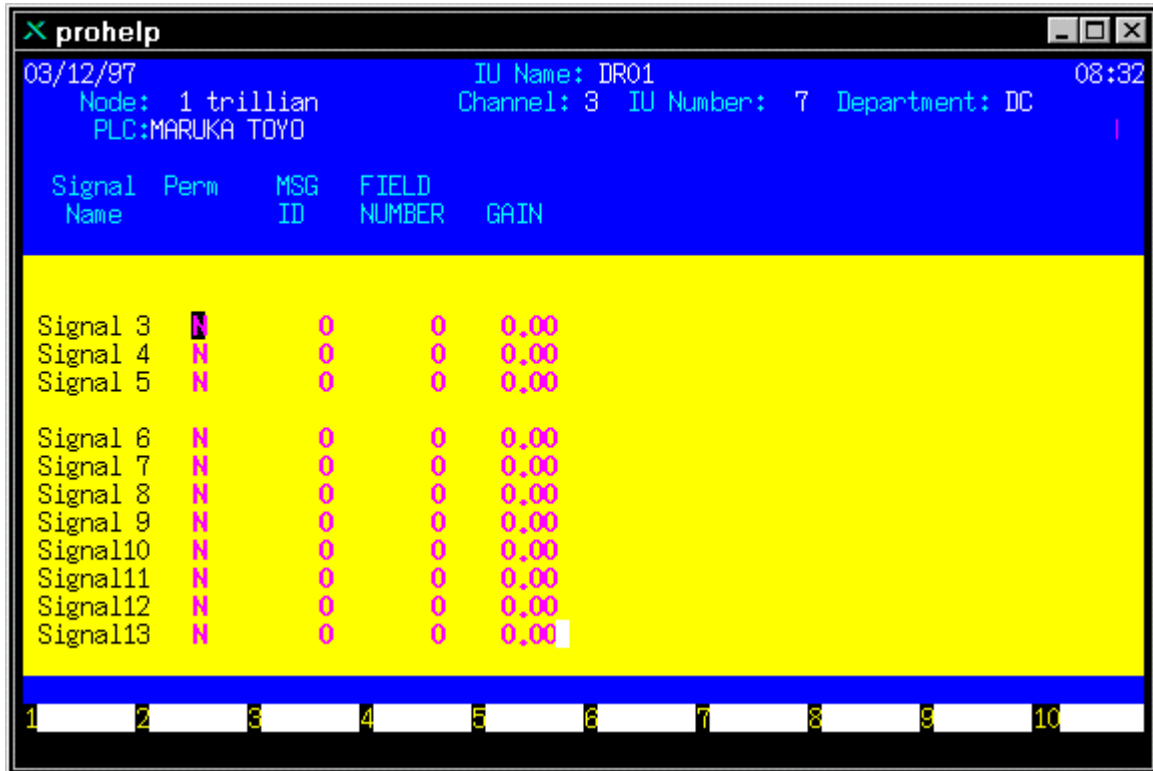 prohelp
03/12/97 IU Name: DR01 08:32
Node: 1 trillian Channel: 3 IU Number: 7 Department: DC
PLC:MARUKA TOYO
Signal Perm MSG FIELD
Name ID NUMBER GAIN
Signal 3 N 0 0 0.00
Signal 4 N 0 0 0.00
Signal 5 N 0 0 0.00
Signal 6 N 0 0 0.00
Signal 7 N 0 0 0.00
Signal 8 N 0 0 0.00
Signal 9 N 0 0 0.00
Signal10 N 0 0 0.00
Signal11 N 0 0 0.00
Signal12 N 0 0 0.00
Signal13 N 0 0 0.00
1 2 3 4 5 6 7 8 9 10